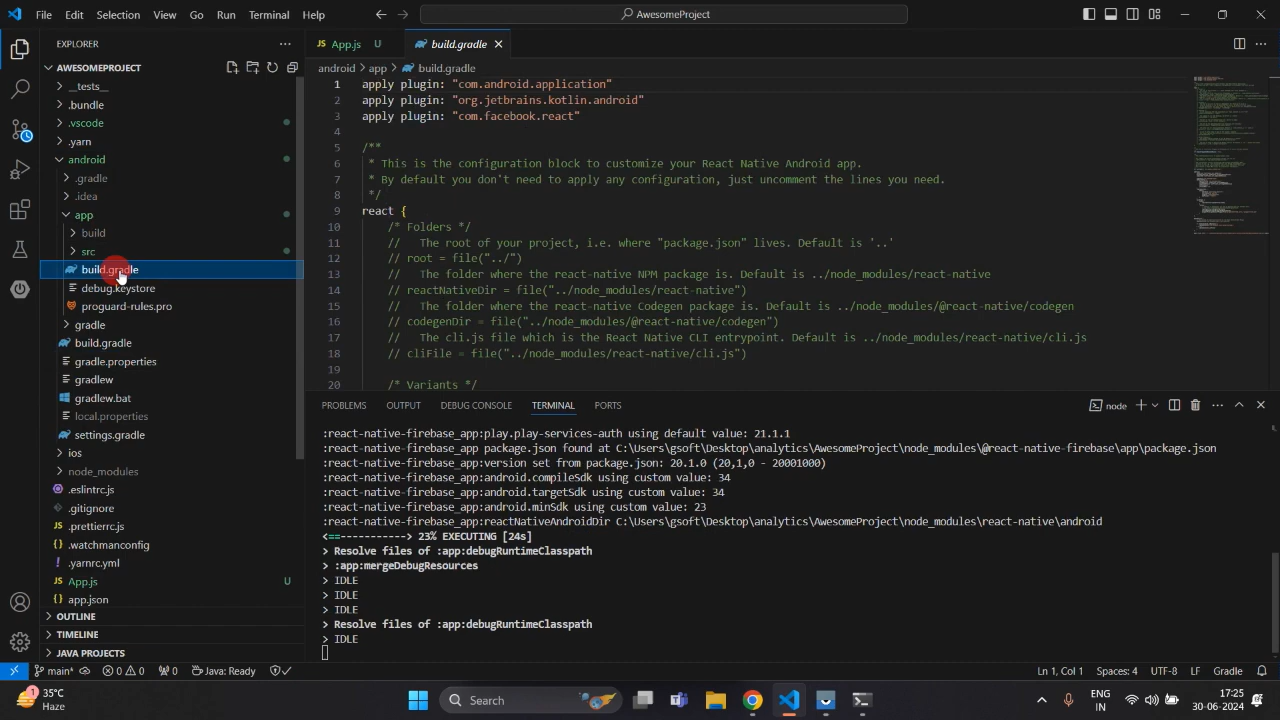 File Edit Selection View Go Run Terminal Help
AwesomeProject
EXPLORER
AWESOMEPROJECT
__tests__
.bundle
.vscode
.yarn
android
.gradle
.idea
app
build
src
build.gradle
debug.keystore
proguard-rules.pro
gradle
build.gradle
gradle.properties
gradlew
gradlew.bat
local.properties
settings.gradle
ios
node_modules
.eslintrc.js
.gitignore
.prettierrc.js
.watchmanconfig
.yarnrc.yml
App.js U
app.json
OUTLINE
TIMELINE
JAVA PROJECTS
App.js U build.gradle
android > app > build.gradle
1 apply plugin: "com.android.application"
2 apply plugin: "org.jetbrains.kotlin.android"
3 apply plugin: "com.facebook.react"
4
5 /**
6 * This is the configuration block to customize your React Native Android app.
7 * By default you don't need to apply any configuration, just uncomment the lines you need.
8 */
9 react {
10 /* Folders */
11 // The root of your project, i.e. where "package.json" lives. Default is '..'
12 // root = file("../")
13 // The folder where the react-native NPM package is. Default is ../node_modules/react-native
14 // reactNativeDir = file("../node_modules/react-native")
15 // The folder where the react-native Codegen package is. Default is ../node_modules/@react-native/codegen
16 // codegenDir = file("../node_modules/@react-native/codegen")
17 // The cli.js file which is the React Native CLI entrypoint. Default is ../node_modules/react-native/cli.js
18 // cliFile = file("../node_modules/react-native/cli.js")
19
20 /* Variants */
PROBLEMS OUTPUT DEBUG CONSOLE TERMINAL PORTS
node
:react-native-firebase_app:play.play-services-auth using default value: 21.1.1
:react-native-firebase_app package.json found at C:\Users\gsoft\Desktop\analytics\AwesomeProject\node_modules\@react-native-firebase\app\package.json
:react-native-firebase_app:version set from package.json: 20.1.0 (20,1,0 - 20001000)
:react-native-firebase_app:android.compileSdk using custom value: 34
:react-native-firebase_app:android.targetSdk using custom value: 34
:react-native-firebase_app:android.minSdk using custom value: 23
:react-native-firebase_app:reactNativeAndroidDir C:\Users\gsoft\Desktop\analytics\AwesomeProject\node_modules\react-native\android
<==-----------> 23% EXECUTING [24s]
> Resolve files of :app:debugRuntimeClasspath
> :app:mergeDebugResources
> IDLE
> IDLE
> IDLE
> Resolve files of :app:debugRuntimeClasspath
> IDLE
main* 0 0 0 Java: Ready
Ln 1, Col 1 Spaces: 4 UTF-8 LF Gradle
1
35°C
Haze
Search
ENG
IN
17:25
30-06-2024